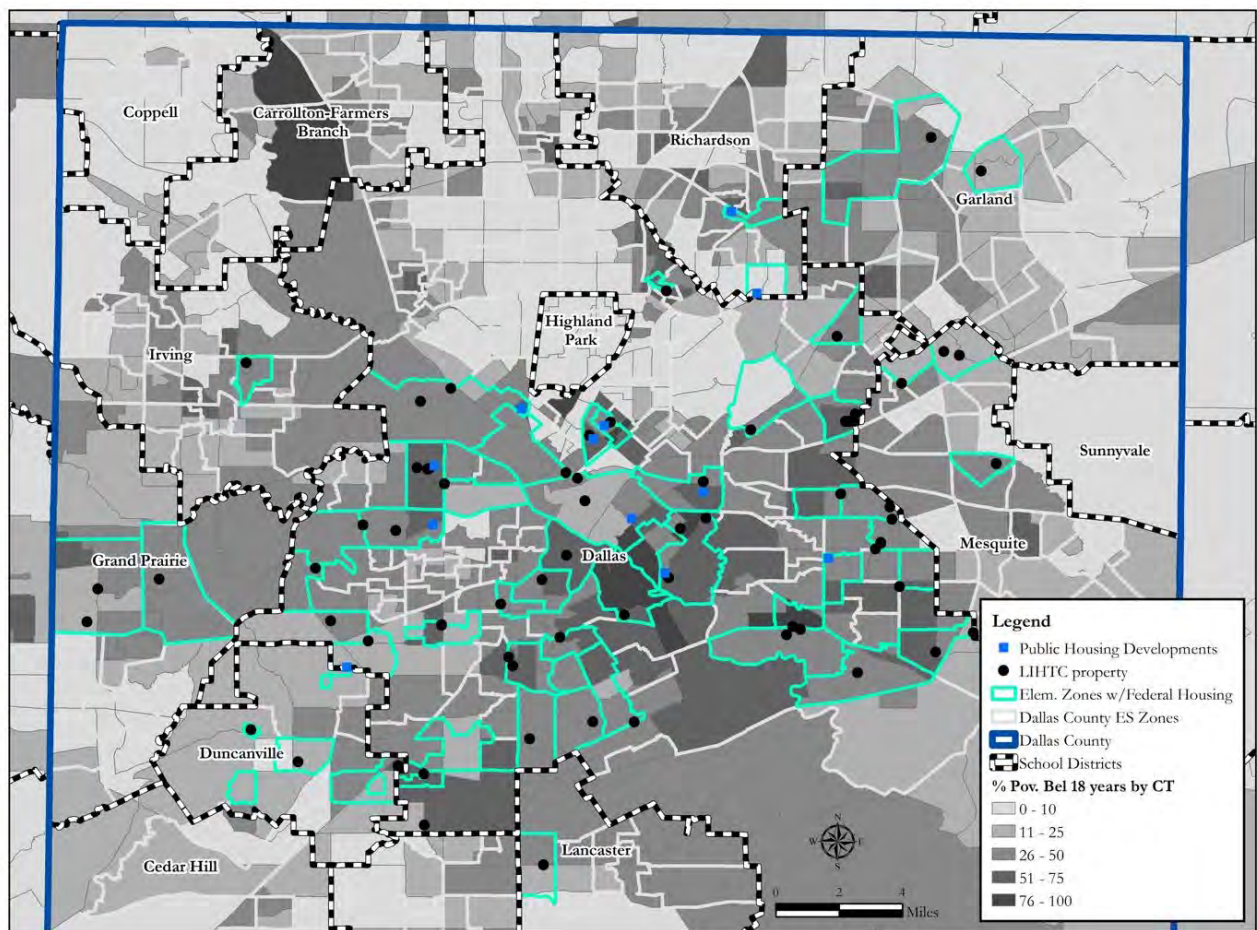 Coppell
Carrollton-Farmers
Branch
Richardson
Garland
Highland
Park
Irving
Sunnyvale
Grand Prairie
Dallas
Mesquite
Duncanville
Cedar Hill
Lancaster
N
W
E
S
0
2
4
Miles
Legend
Public Housing Developments
LIHTC property
Elem. Zones w/Federal Housing
Dallas County ES Zones
Dallas County
School Districts
% Pov. Bel 18 years by CT
0 - 10
11 - 25
26 - 50
51 - 75
76 - 100